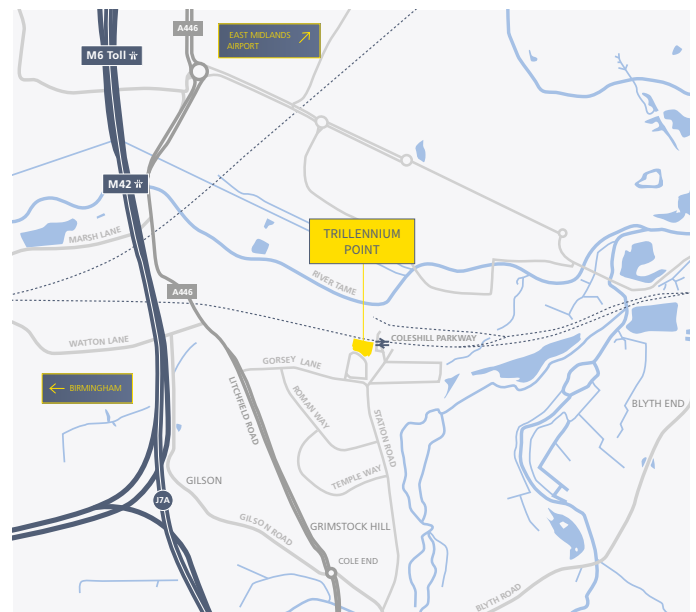 A446
EAST MIDLANDS
AIRPORT
M6 Toll
M42
MARSH LANE
TRILLENNIUM
POINT
RIVER TAME
A446
WATTON LANE
COLESHILL PARKWAY
GORSEY LANE
BIRMINGHAM
LITCHFIELD ROAD
ROMAN WAY
STATION ROAD
BLYTH END
TEMPLE WAY
GILSON
J7A
GILSON ROAD
GRIMSTOCK HILL
COLE END
BLYTH ROAD